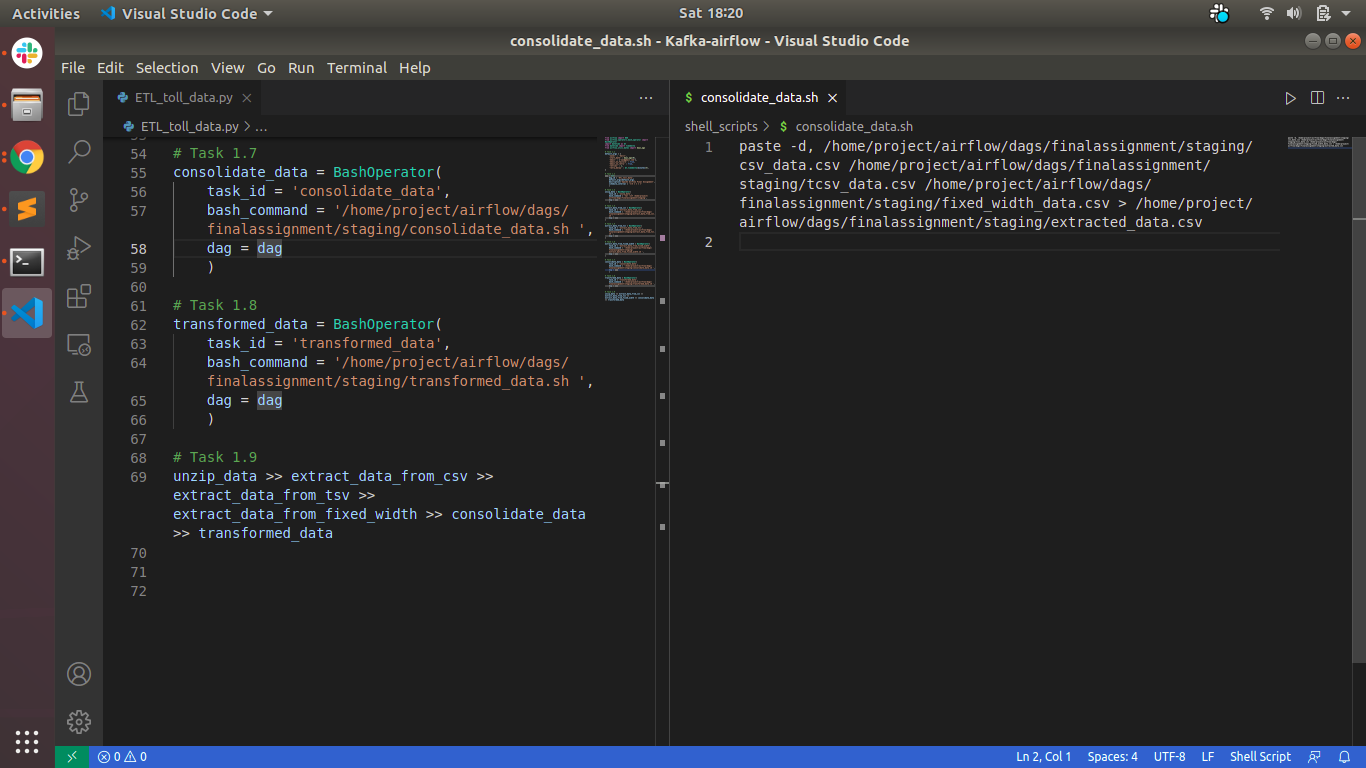 Activities
Visual Studio Code
Sat 18:20
consolidate_data.sh - Kafka-airflow - Visual Studio Code
File Edit Selection View Go Run Terminal Help
ETL_toll_data.py
ETL_toll_data.py > ...
54 # Task 1.7
55 consolidate_data = BashOperator(
56 task_id = 'consolidate_data',
57 bash_command = '/home/project/airflow/dags/
finalassignment/staging/consolidate_data.sh ',
58 dag = dag
59 )
60
61 # Task 1.8
62 transformed_data = BashOperator(
63 task_id = 'transformed_data',
64 bash_command = '/home/project/airflow/dags/
finalassignment/staging/transformed_data.sh ',
65 dag = dag
66 )
67
68 # Task 1.9
69 unzip_data >> extract_data_from_csv >>
extract_data_from_tsv >>
extract_data_from_fixed_width >> consolidate_data
>> transformed_data
70
71
72
$ consolidate_data.sh
shell_scripts > $ consolidate_data.sh
1 paste -d, /home/project/airflow/dags/finalassignment/staging/
csv_data.csv /home/project/airflow/dags/finalassignment/
staging/tcsv_data.csv /home/project/airflow/dags/
finalassignment/staging/fixed_width_data.csv > /home/project/
airflow/dags/finalassignment/staging/extracted_data.csv
2
0 0
Ln 2, Col 1 Spaces: 4 UTF-8 LF Shell Script